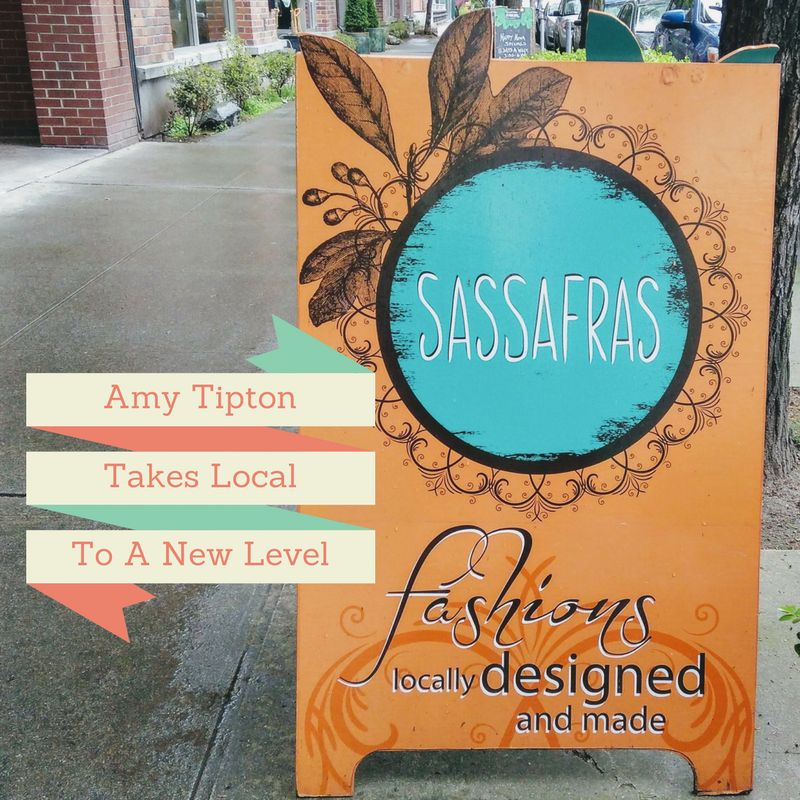 SASSAFRAS
Amy Tipton
Takes Local
To A New Level
fashions
locally designed
and made